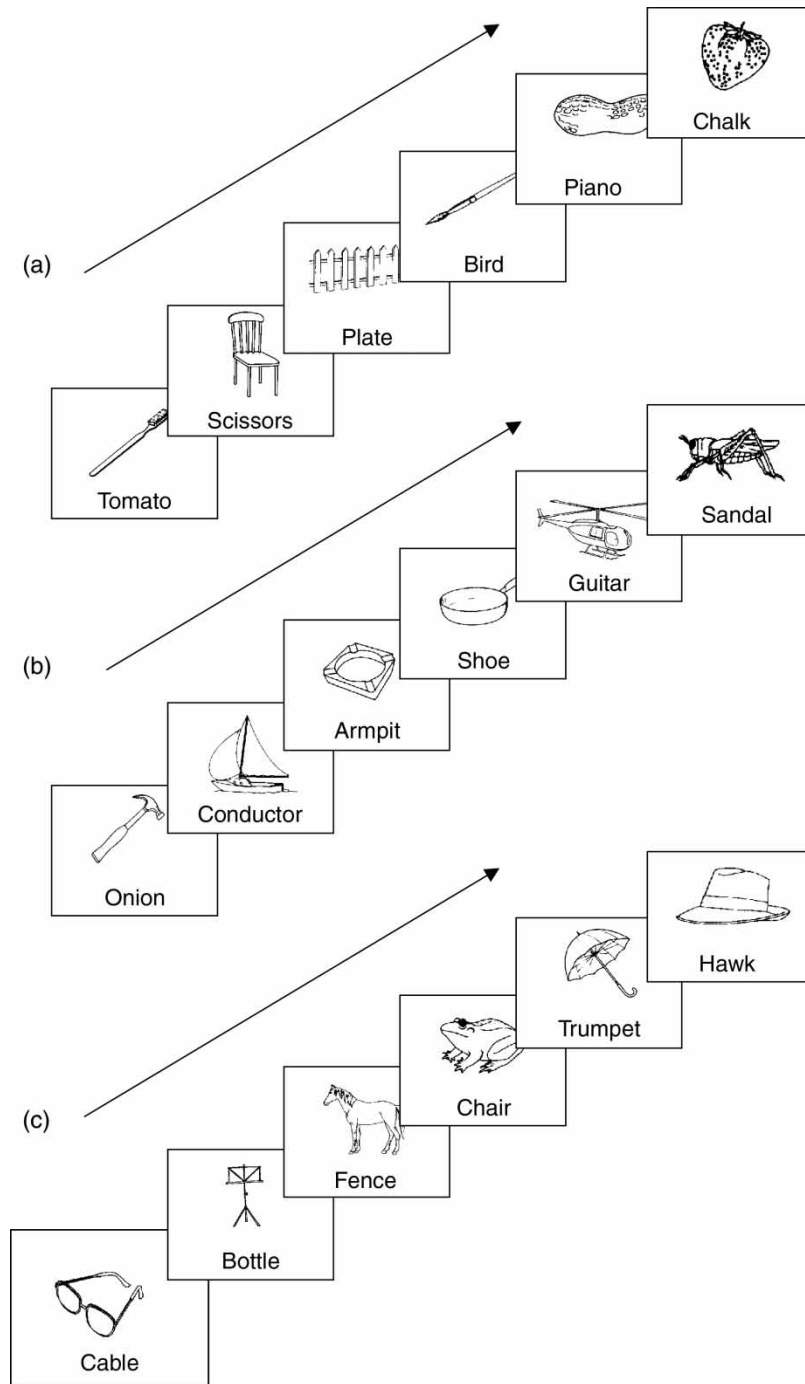 (a)
Tomato
Scissors
Plate
Bird
Piano
Chalk
(b)
Onion
Conductor
Armpit
Shoe
Guitar
Sandal
(c)
Cable
Bottle
Fence
Chair
Trumpet
Hawk